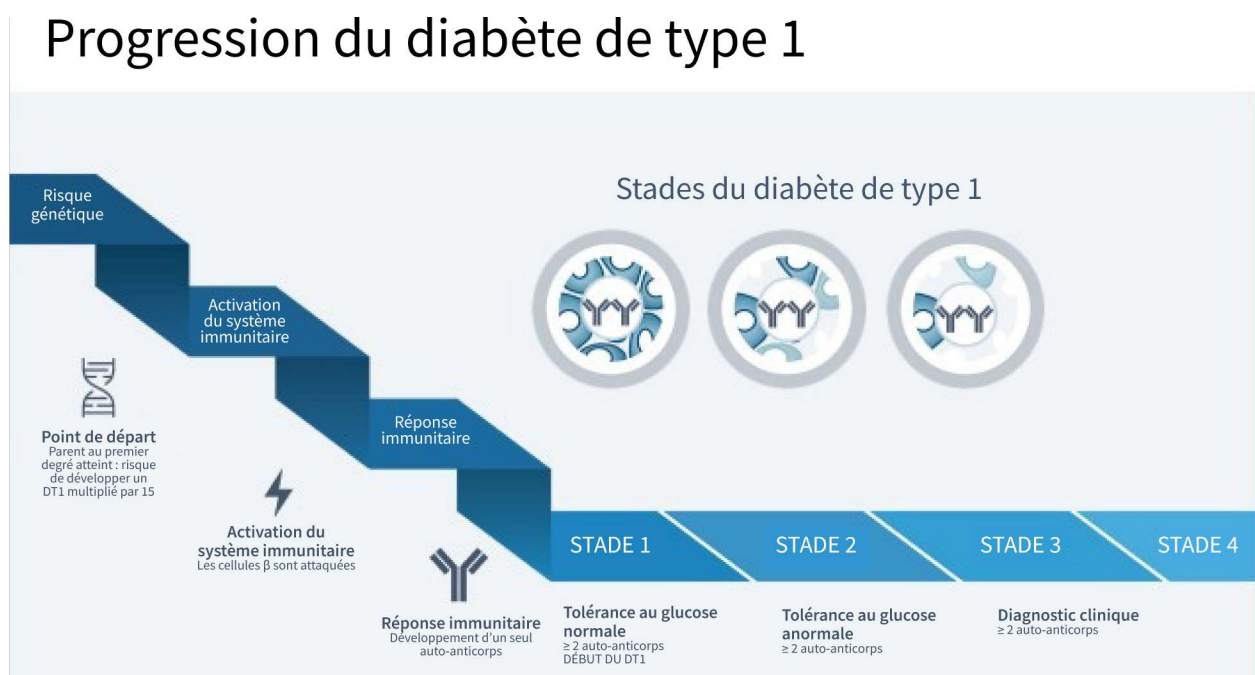 Progression du diabète de type 1
Risque
génétique
Activation
du système
immunitaire
Réponse
immunitaire
Stades du diabète de type 1
Point de départ
Parent au premier
degré atteint : risque
de développer un
DT1 multiplié par 15
Activation du
système immunitaire
Les cellules β sont attaquées
Réponse immunitaire
Développement d'un seul
auto-anticorps
STADE 1
STADE 2
STADE 3
STADE 4
Tolérance au glucose
normale
≥ 2 auto-anticorps
DÉBUT DU DT1
Tolérance au glucose
anormale
≥ 2 auto-anticorps
Diagnostic clinique
≥ 2 auto-anticorps